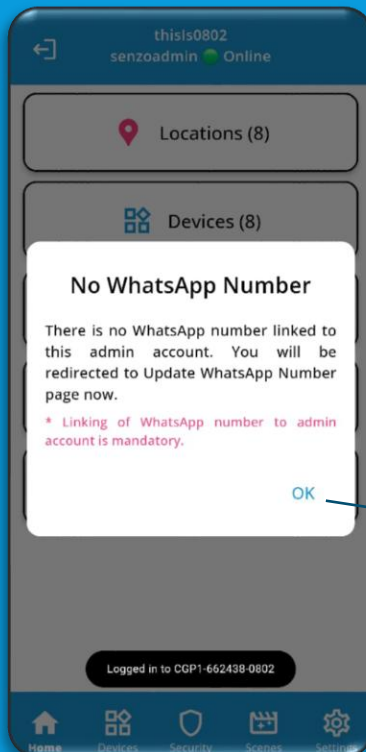 thisIs0802
senzoadmin Online
Locations (8)
Devices (8)
No WhatsApp Number
There is no WhatsApp number linked to
this admin account. You will be
redirected to Update WhatsApp Number
page now.
* Linking of WhatsApp number to admin
account is mandatory.
OK
Logged in to CGP1-662438-0802
Home Devices Security Scenes Settings